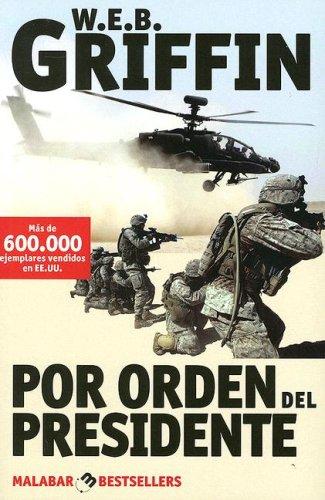 W.E.B.
GRIFFIN
Más de
600.000
ejemplares vendidos
en EE.UU.
POR ORDEN DEL
PRESIDENTE
MALABAR BESTSELLERS